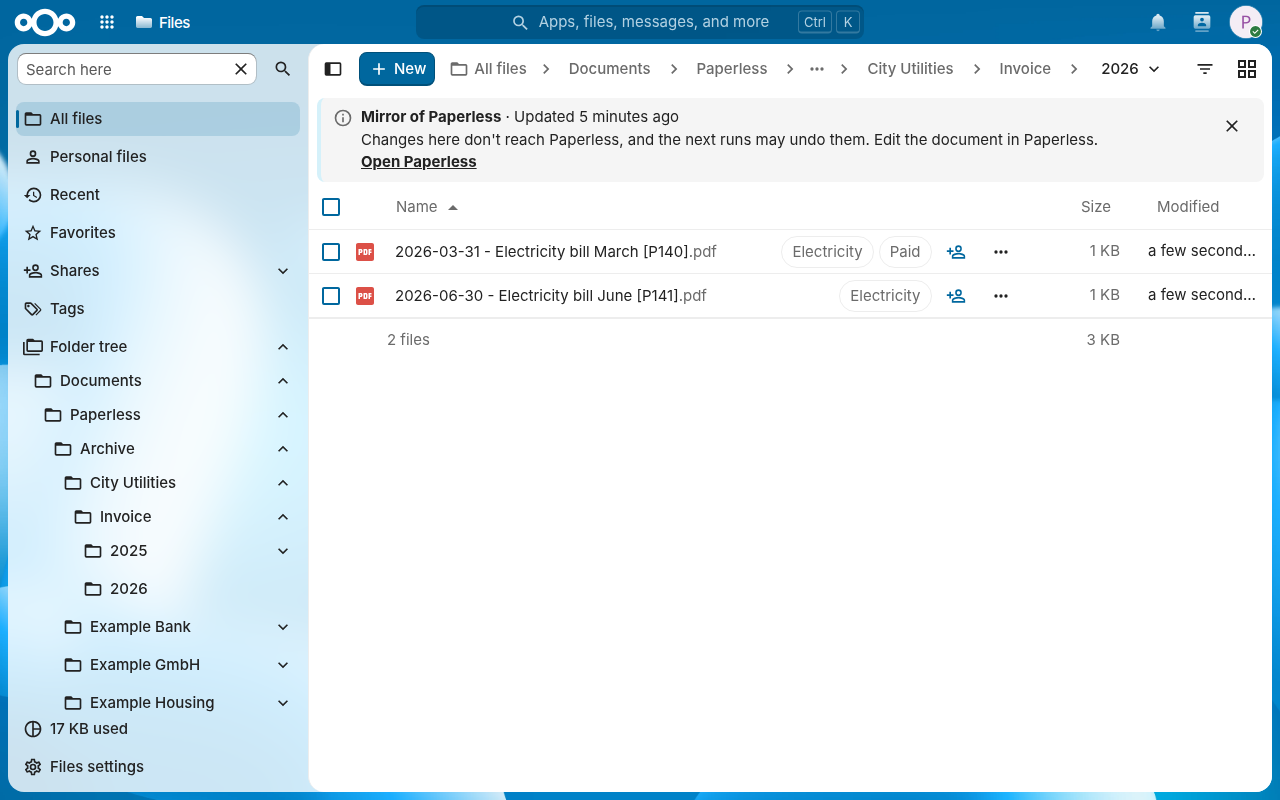 Files
Apps, files, messages, and more
Ctrl
K
P
Search here
All files
Personal files
Recent
Favorites
Shares
Tags
Folder tree
Documents
Paperless
Archive
City Utilities
Invoice
2025
2026
Example Bank
Example GmbH
Example Housing
17 KB used
Files settings
New
All files
Documents
Paperless
City Utilities
Invoice
2026
Mirror of Paperless · Updated 5 minutes ago
Changes here don't reach Paperless, and the next runs may undo them. Edit the document in Paperless.
Open Paperless
Name Size Modified
PDF 2026-03-31 - Electricity bill March [P140].pdf Electricity Paid 1 KB a few second...
PDF 2026-06-30 - Electricity bill June [P141].pdf Electricity 1 KB a few second...
2 files 3 KB